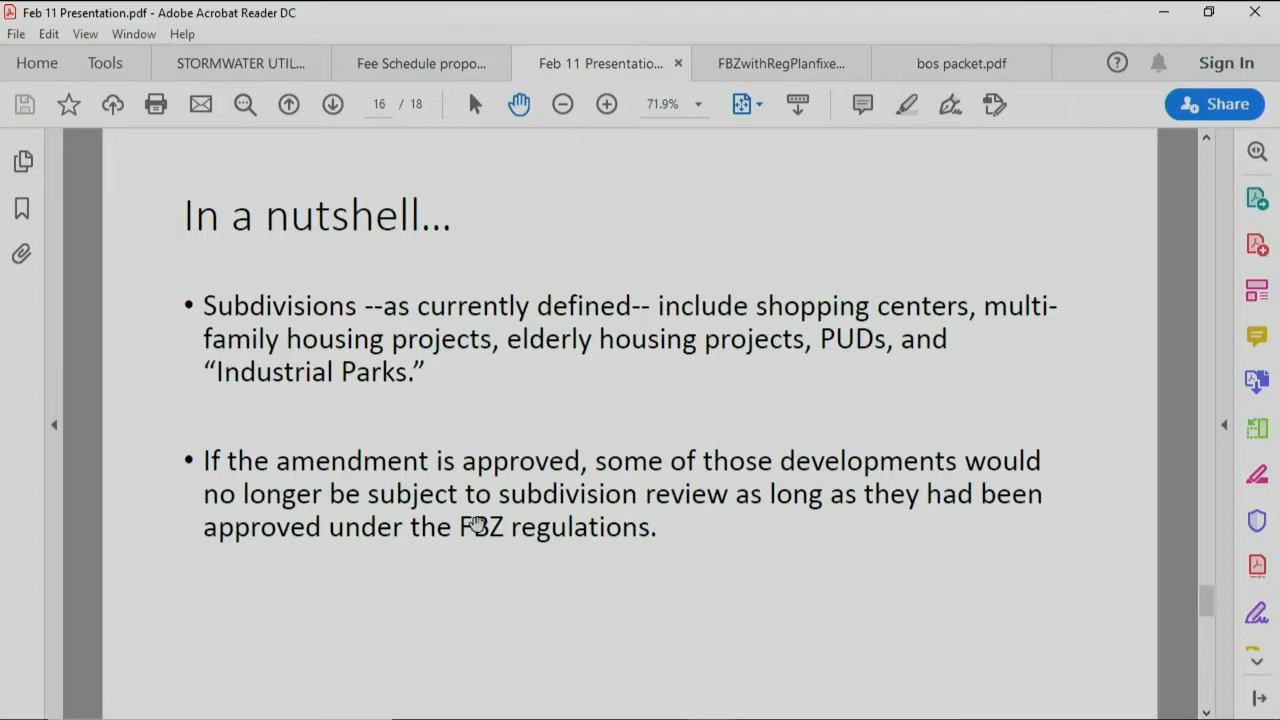 Feb 11 Presentation.pdf - Adobe Acrobat Reader DC
File Edit View Window Help
Home Tools STORMWATER UTIL... Fee Schedule propo... Feb 11 Presentatio... FBZwithRegPlanfixe... bos packet.pdf Sign In
16 / 18 71.9% Share
In a nutshell...
• Subdivisions --as currently defined-- include shopping centers, multi-
family housing projects, elderly housing projects, PUDs, and
“Industrial Parks.”
• If the amendment is approved, some of those developments would
no longer be subject to subdivision review as long as they had been
approved under the FBZ regulations.